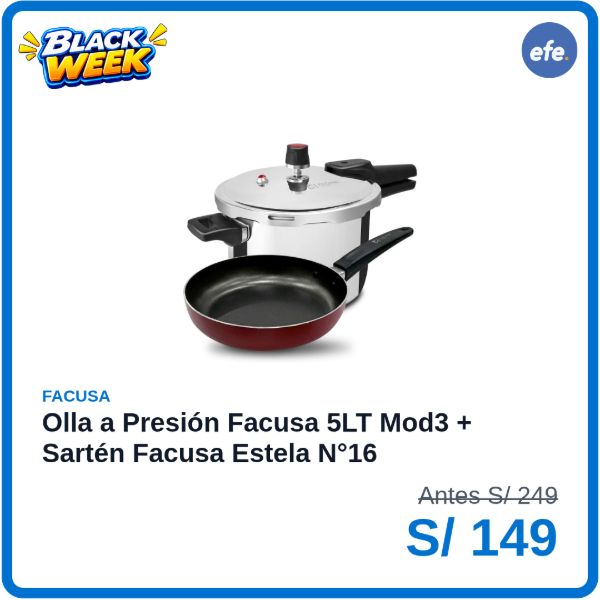 BLACK
WEEK
efe.
FACUSA
Olla a Presión Facusa 5LT Mod3 +
Sartén Facusa Estela N°16
Antes S/ 249
S/ 149